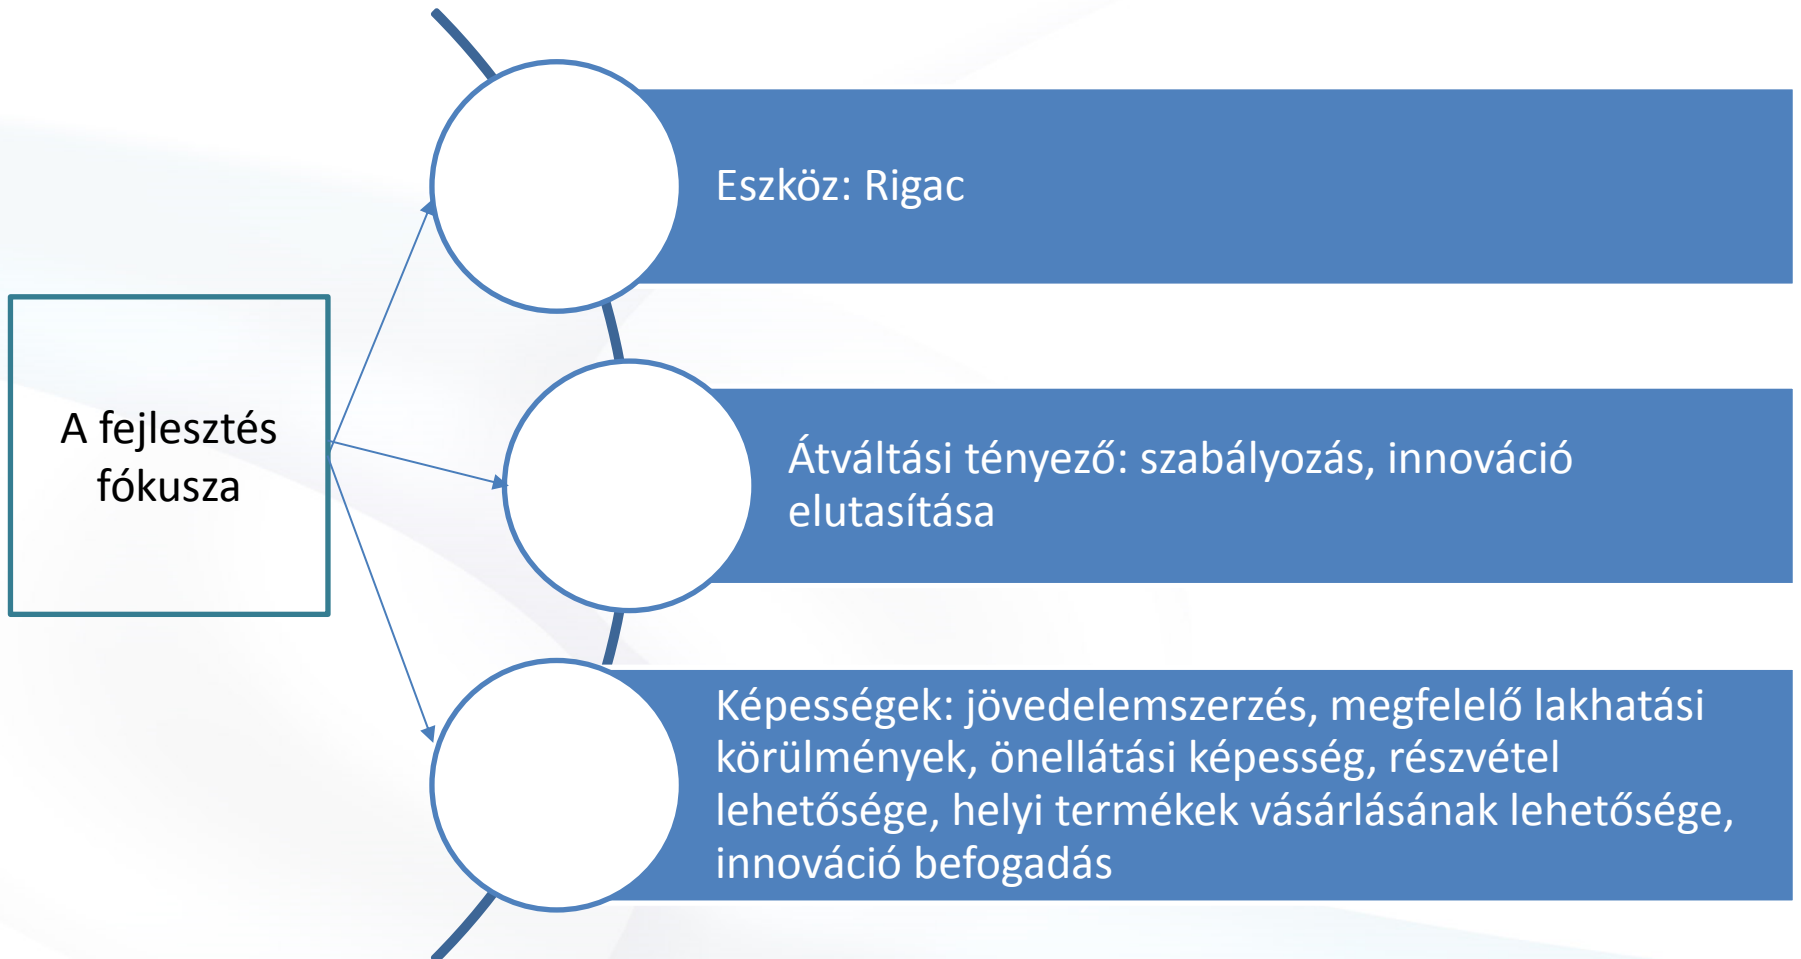 A fejlesztés
fókusza
Eszköz: Rigac
Átváltási tényező: szabályozás, innováció
elutasítása
Képességek: jövedelemszerzés, megfelelő lakhatási
körülmények, önellátási képesség, részvétel
lehetősége, helyi termékek vásárlásának lehetősége,
innováció befogadás